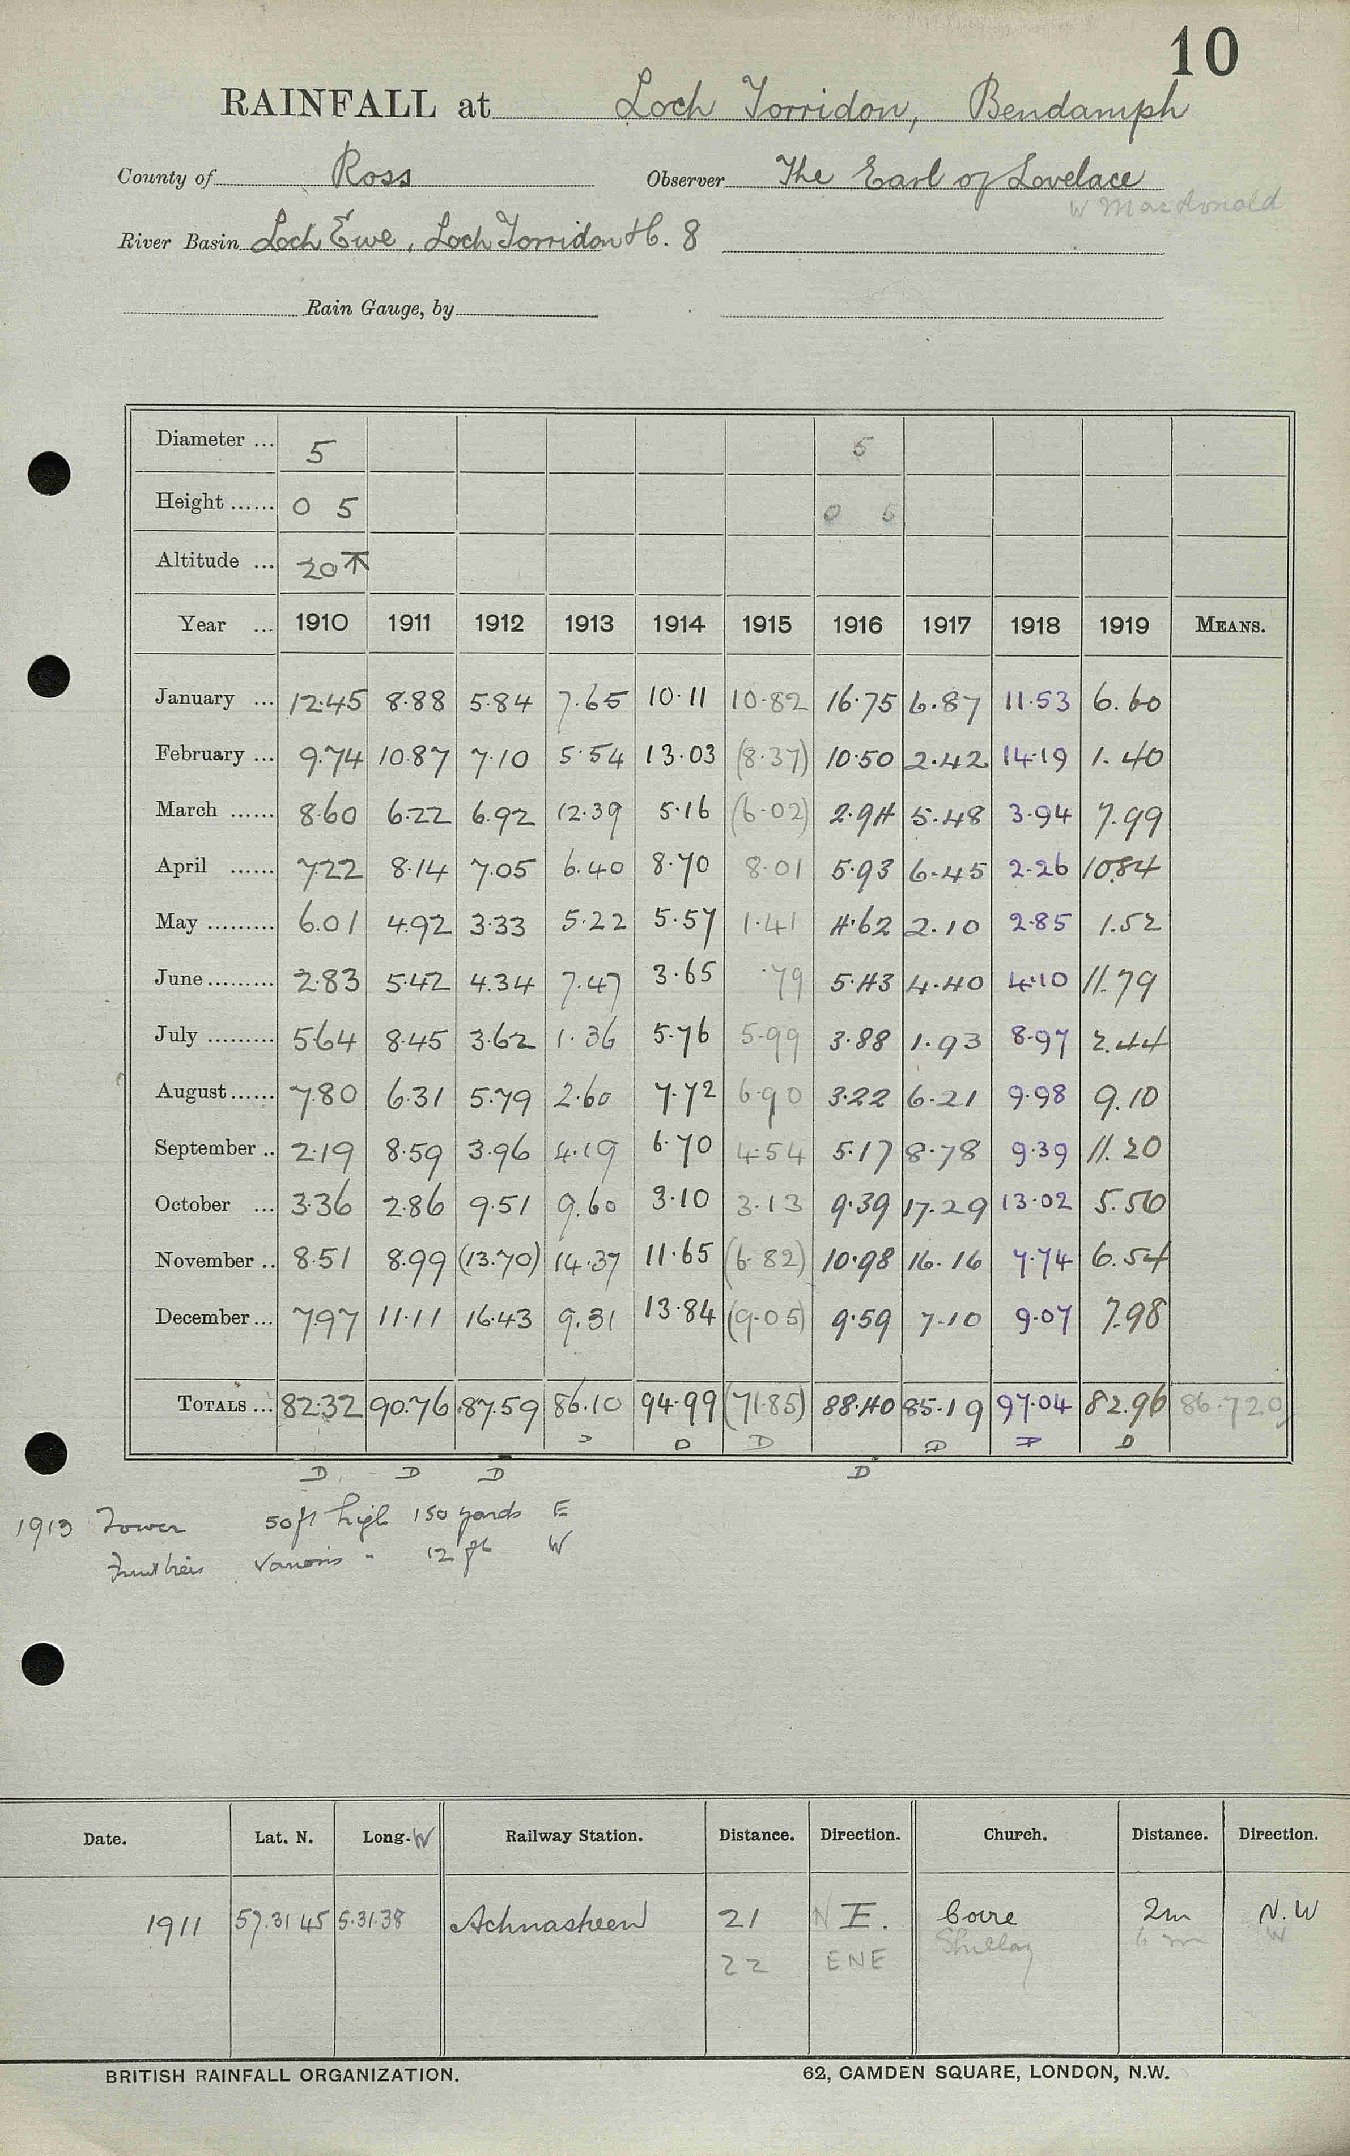 10
RAINFALL at Loch Torridon, Bendamph
County of Ross Observer The Earl of Lovelace
W MacDonald
River Basin Loch Ewe, Loch Torridon &c. 8
Rain Gauge, by
Diameter ... 5 5
Height ...... 0 5 0 5
Altitude ... 20
Year ... 1910 1911 1912 1913 1914 1915 1916 1917 1918 1919 MEANS.
January ... 12.45 8.88 5.84 7.65 10.11 10.82 16.75 6.87 11.53 6.60
February ... 9.74 10.87 7.10 5.54 13.03 (8.37) 10.50 2.42 14.19 1.40
March ...... 8.60 6.22 6.92 12.39 5.16 (6.02) 2.94 5.48 3.94 7.99
April ...... 7.22 8.14 7.05 6.40 8.70 8.01 5.93 6.45 2.26 10.84
May ......... 6.01 4.92 3.33 5.22 5.57 1.41 4.62 2.10 2.85 1.52
June ......... 2.83 5.42 4.34 7.47 3.65 .79 5.43 4.40 4.10 11.79
July ......... 5.64 8.45 3.62 1.36 5.76 5.99 3.88 1.93 8.97 2.44
August ...... 7.80 6.31 5.79 2.60 7.72 6.90 3.22 6.21 9.98 9.10
September .. 2.19 8.59 3.96 4.19 6.70 4.54 5.17 8.78 9.39 11.20
October ... 3.36 2.86 9.51 9.60 3.10 3.13 9.39 17.29 13.02 5.56
November .. 8.51 8.99 (13.70) 14.37 11.65 (6.82) 10.98 16.16 7.74 6.54
December ... 7.97 11.11 16.43 9.31 13.84 (9.05) 9.59 7.10 9.07 7.98
TOTALS ... 82.32 90.76 87.59 86.10 94.99 (71.85) 88.40 85.19 97.04 82.96 86.720
D D D D D D
D D D D
1913 Tower 50ft high 150 yards E
Fruit trees Various " 12 ft W
Date. Lat. N. Long. W Railway Station. Distance. Direction. Church. Distance. Direction.
1911 57.31 45 5.31.38 Achnasheen 21 N E. Coire 2m N.W
22 ENE Shillaig 6 m W
BRITISH RAINFALL ORGANIZATION. 62, CAMDEN SQUARE, LONDON, N.W.